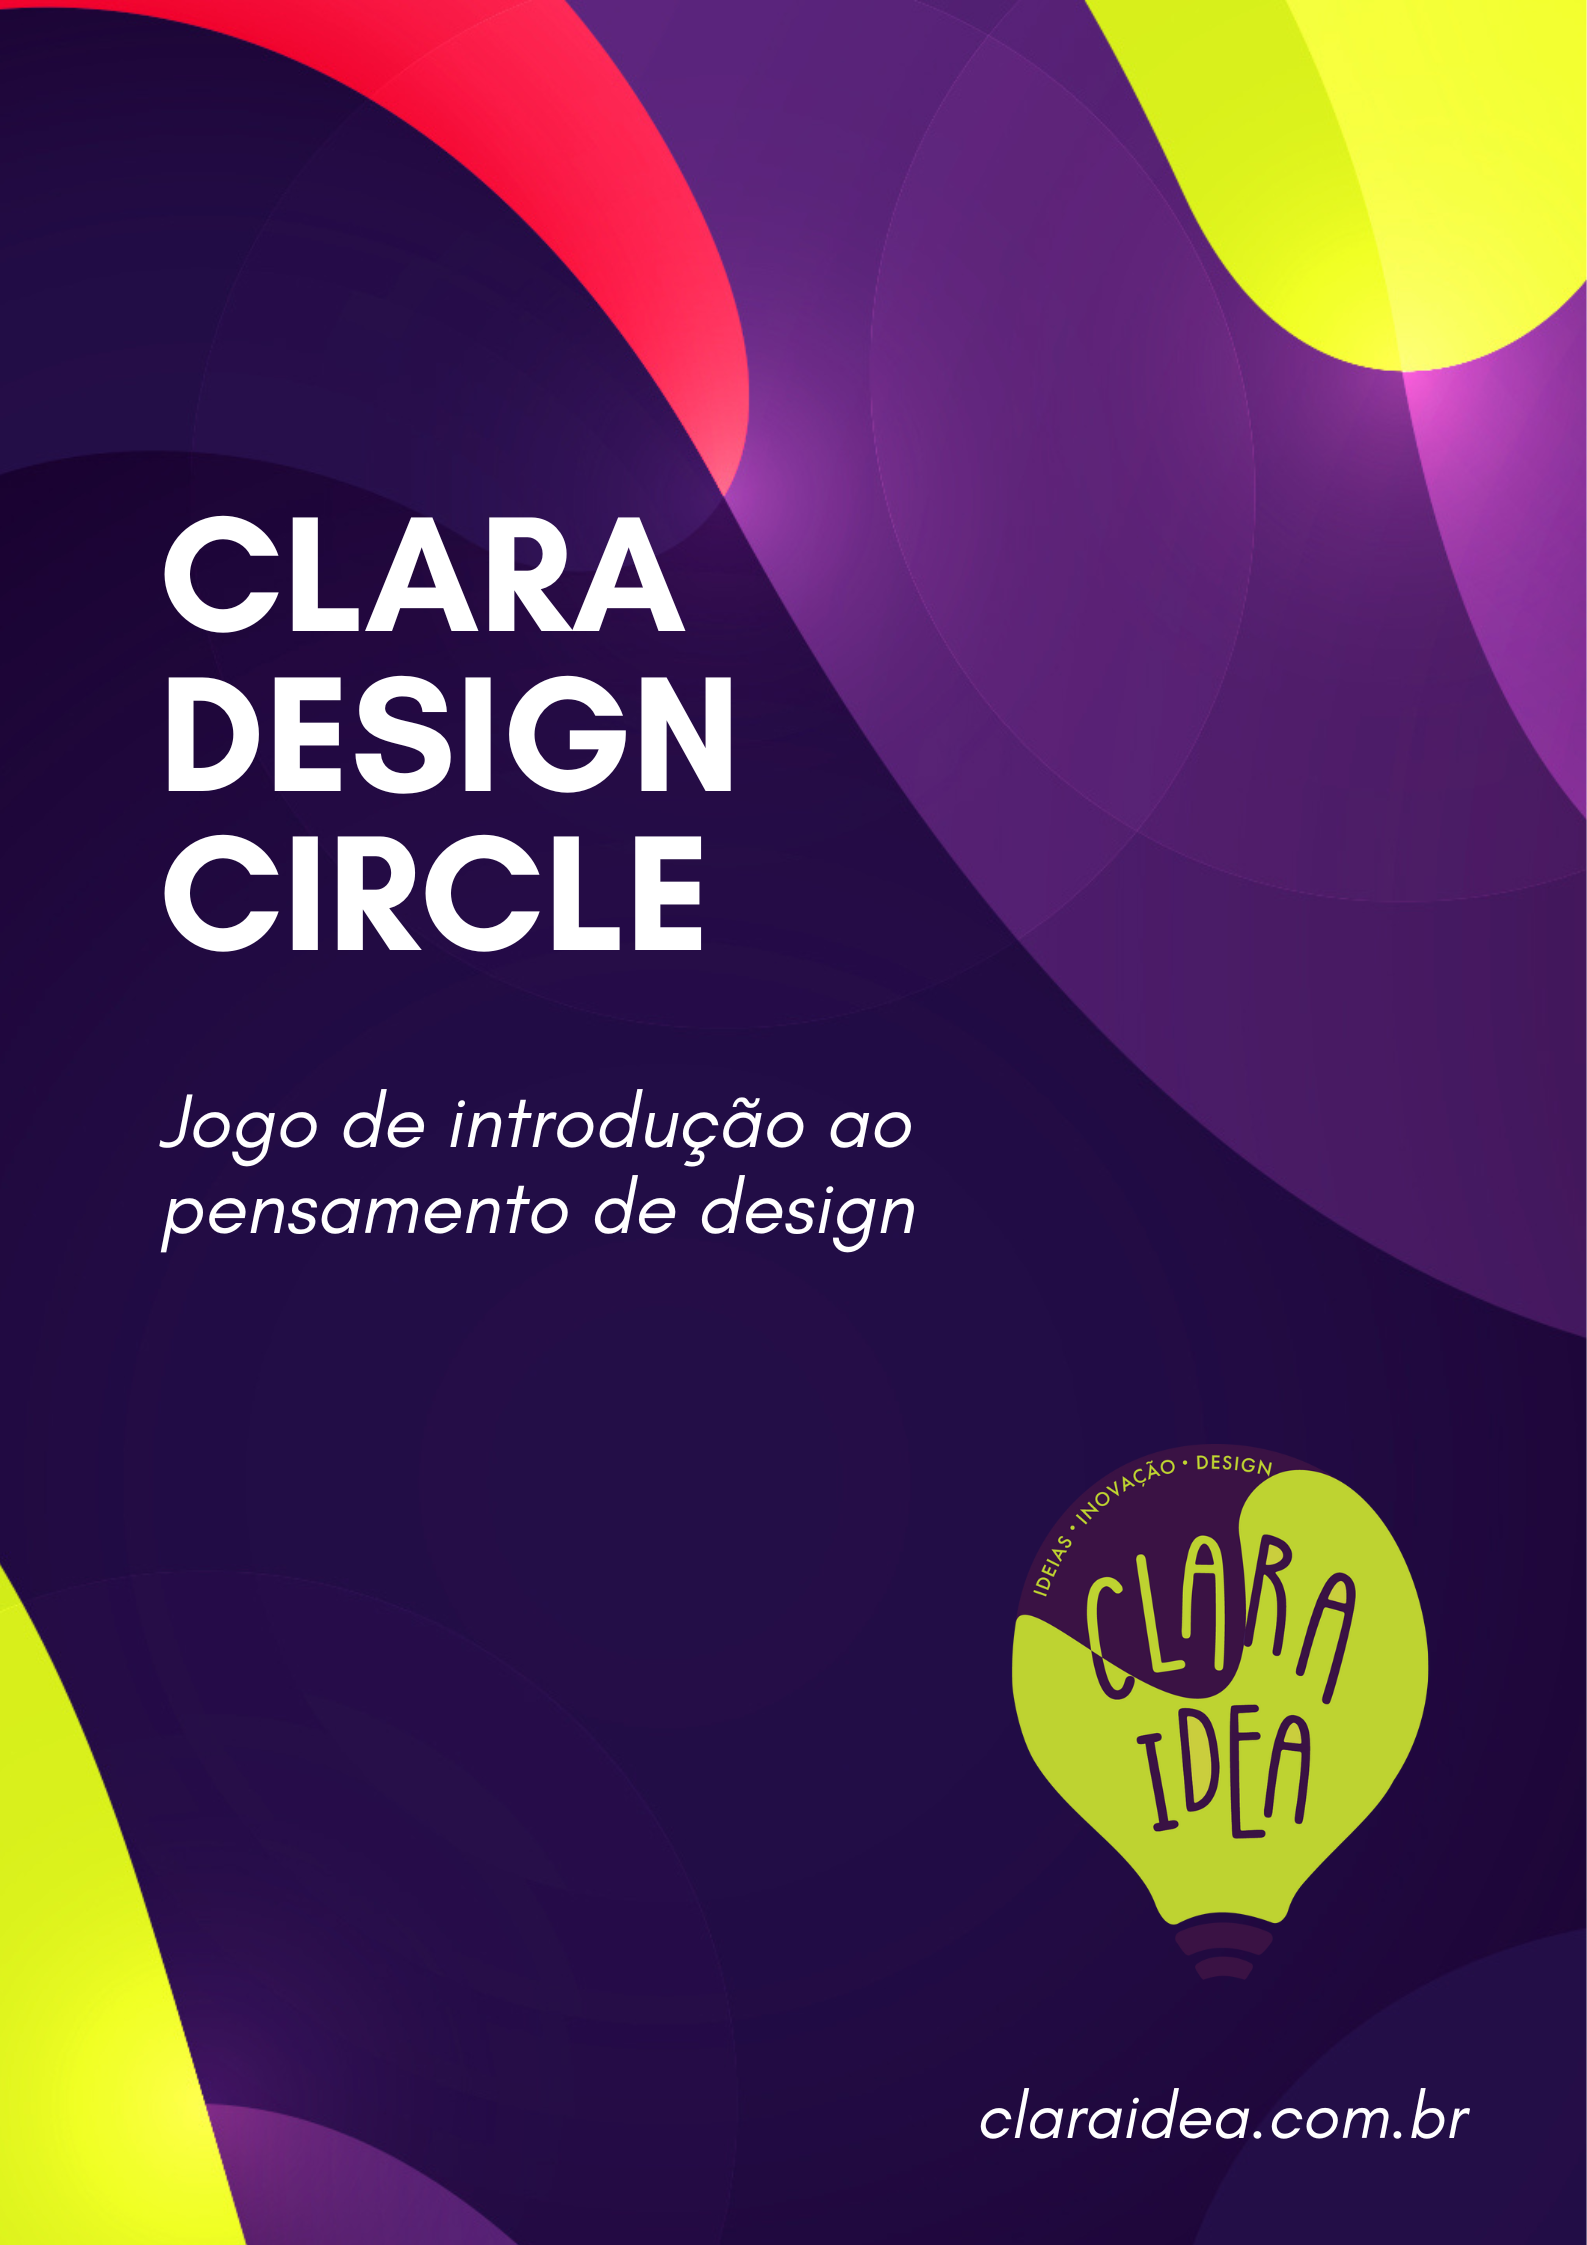 CLARA
DESIGN
CIRCLE
Jogo de introdução ao
pensamento de design
IDEIAS • INOVAÇÃO • DESIGN
CLARA
IDEA
claraidea.com.br